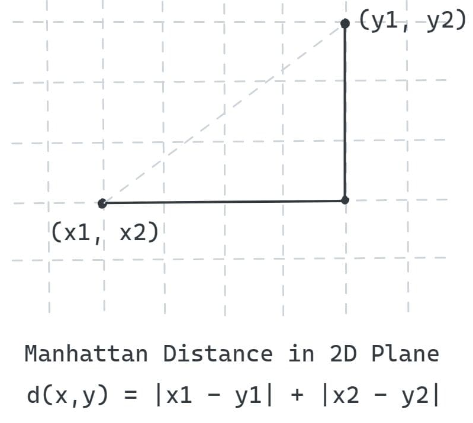 (y1, y2)
(x1, x2)
Manhattan Distance in 2D Plane
d(x,y) = |x1 - y1| + |x2 - y2|